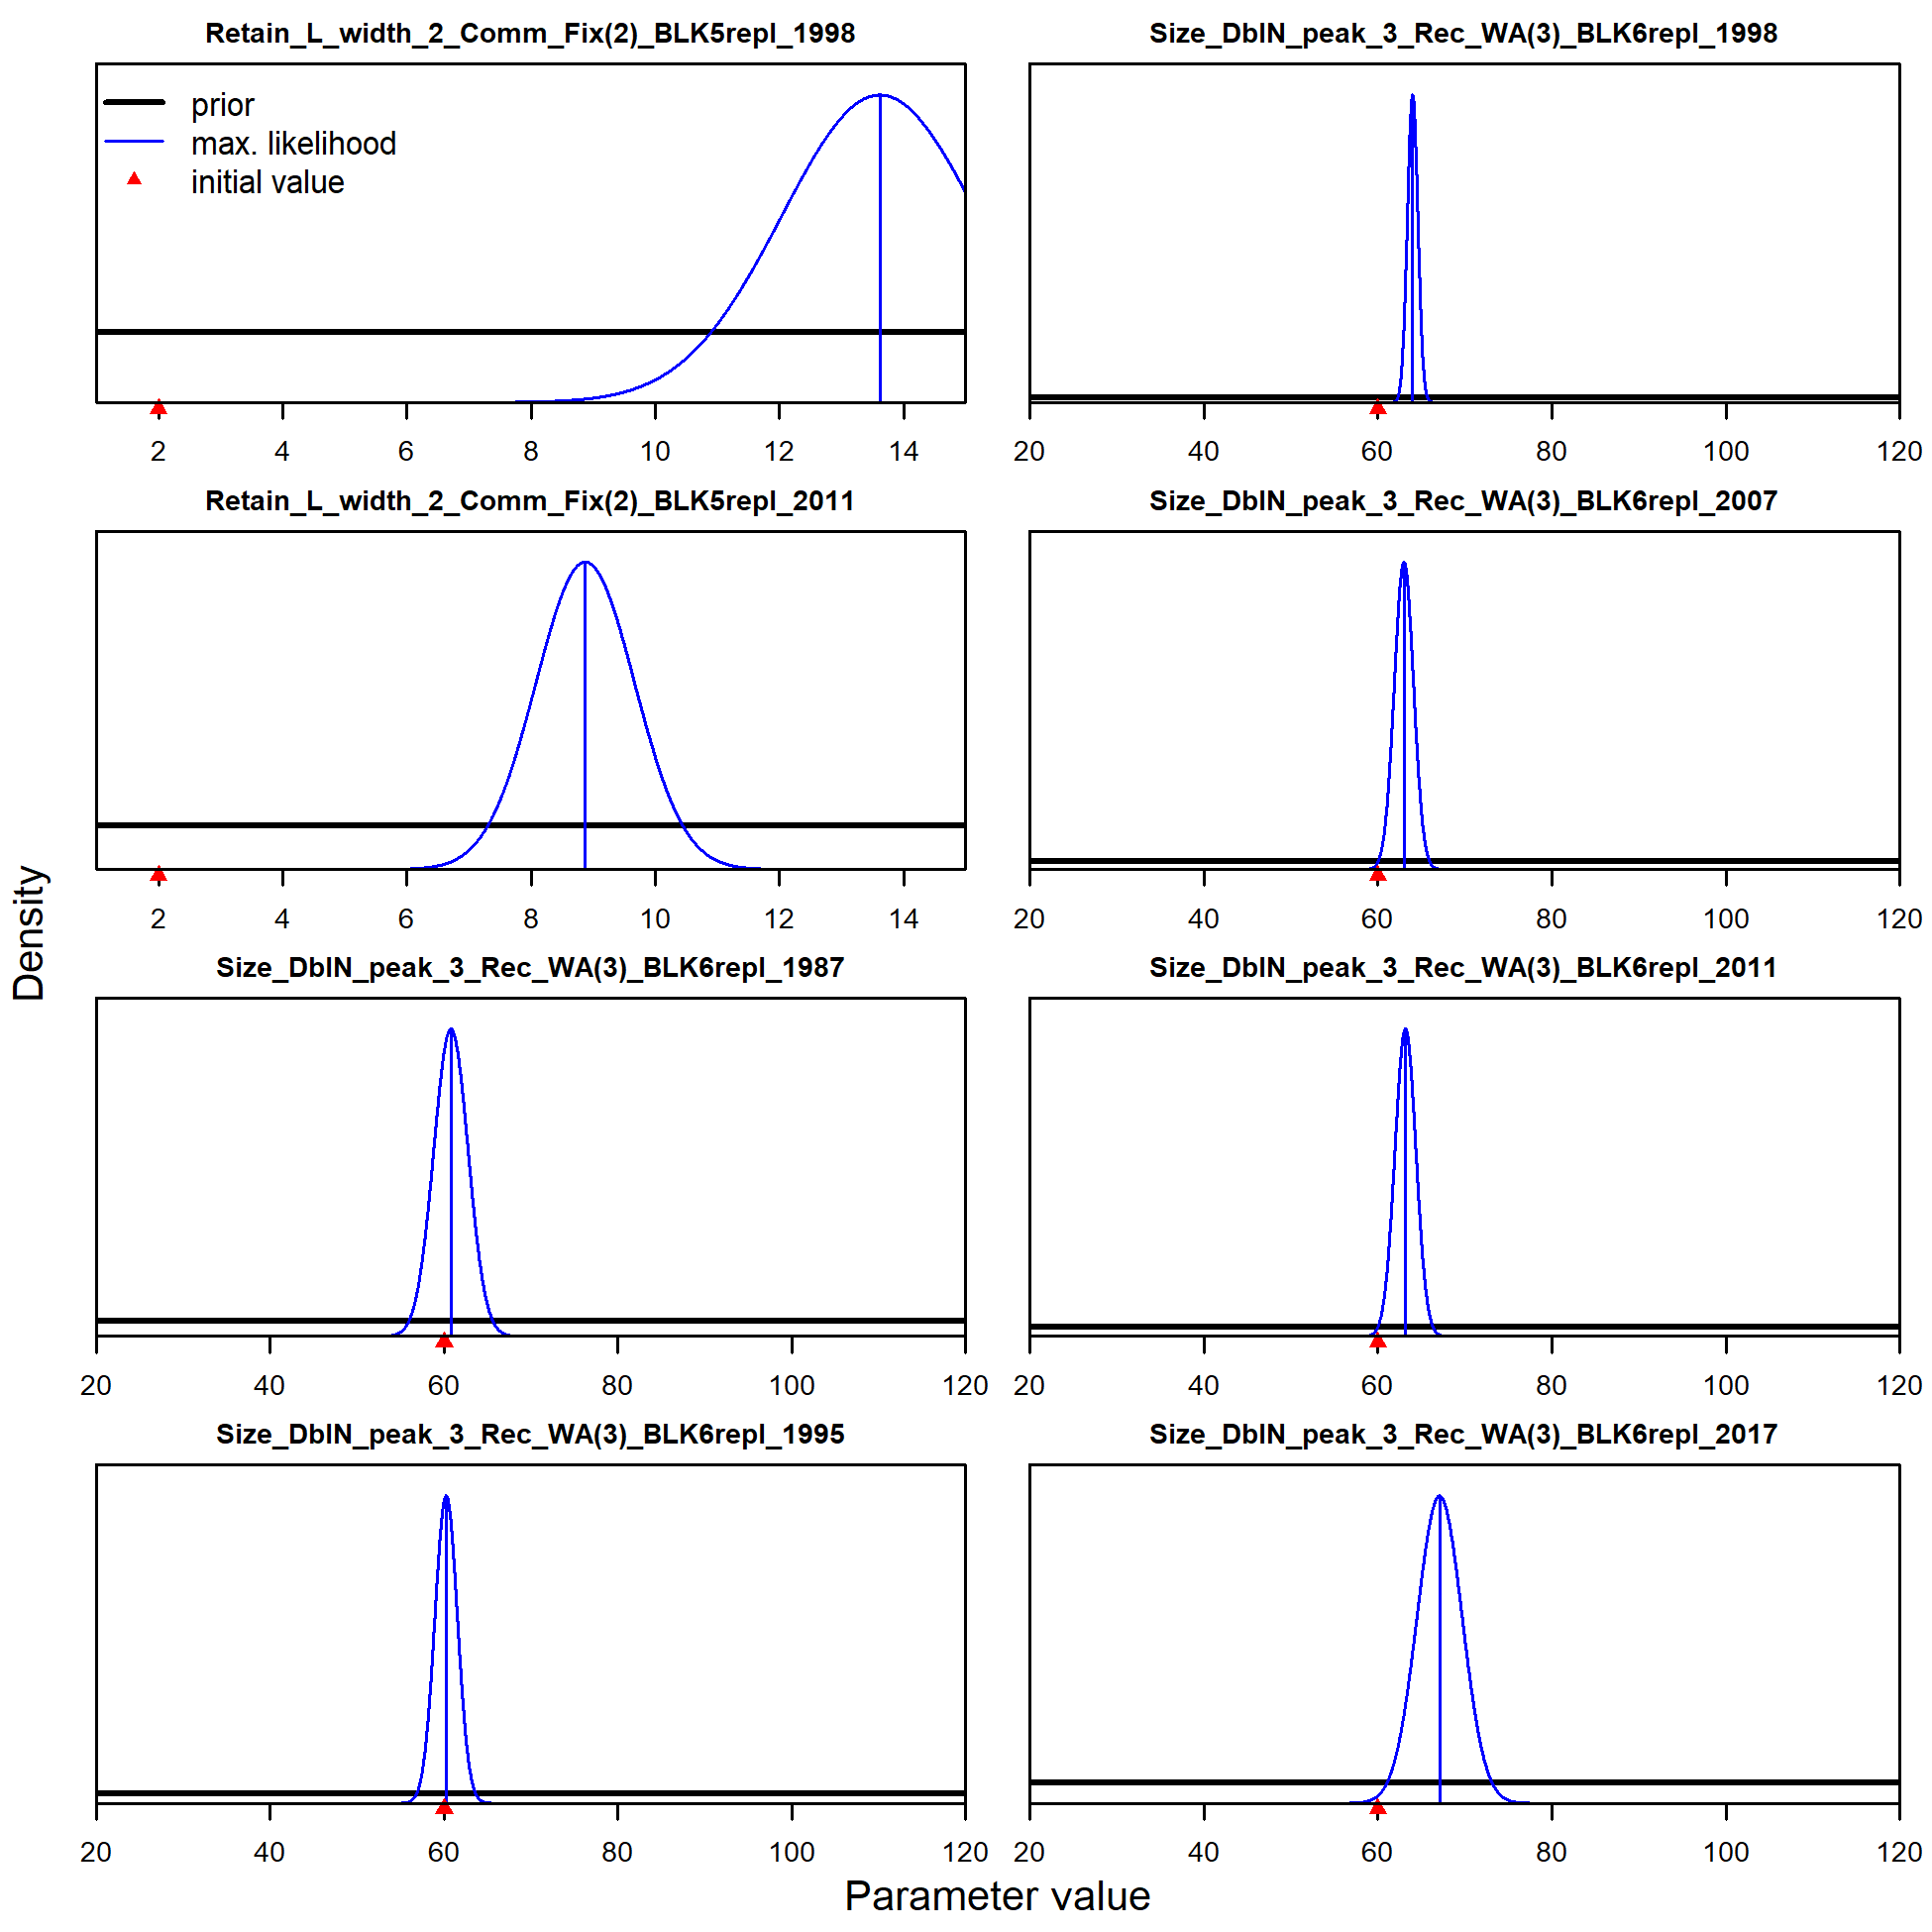 Retain_L_width_2_Comm_Fix(2)_BLK5repl_1998
prior
max. likelihood
initial value
2 4 6 8 10 12 14
Size_DblN_peak_3_Rec_WA(3)_BLK6repl_1998
20 40 60 80 100 120
Retain_L_width_2_Comm_Fix(2)_BLK5repl_2011
2 4 6 8 10 12 14
Size_DblN_peak_3_Rec_WA(3)_BLK6repl_2007
20 40 60 80 100 120
Size_DblN_peak_3_Rec_WA(3)_BLK6repl_1987
20 40 60 80 100 120
Size_DblN_peak_3_Rec_WA(3)_BLK6repl_2011
20 40 60 80 100 120
Size_DblN_peak_3_Rec_WA(3)_BLK6repl_1995
20 40 60 80 100 120
Size_DblN_peak_3_Rec_WA(3)_BLK6repl_2017
20 40 60 80 100 120
Density
Parameter value